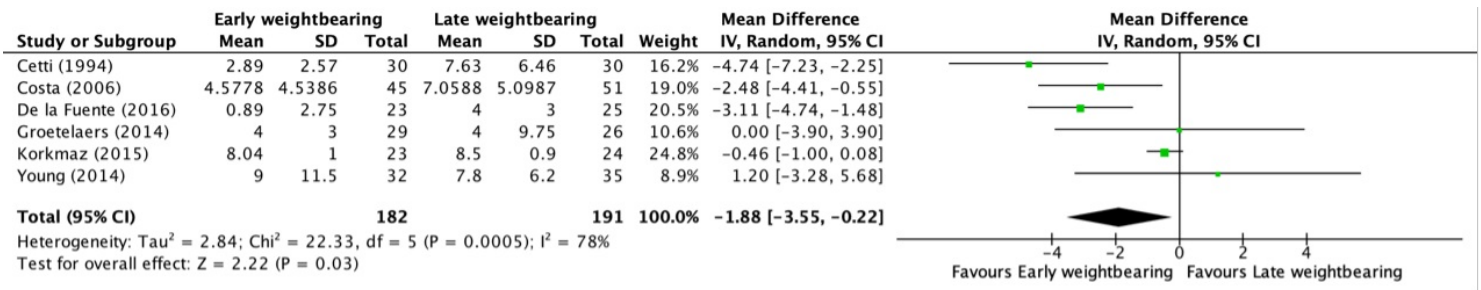 Early weightbearing Late weightbearing Mean Difference Mean Difference
Study or Subgroup Mean SD Total Mean SD Total Weight IV, Random, 95% CI IV, Random, 95% CI
Cetti (1994) 2.89 2.57 30 7.63 6.46 30 16.2% −4.74 [−7.23, −2.25]
Costa (2006) 4.5778 4.5386 45 7.0588 5.0987 51 19.0% −2.48 [−4.41, −0.55]
De la Fuente (2016) 0.89 2.75 23 4 3 25 20.5% −3.11 [−4.74, −1.48]
Groetelaers (2014) 4 3 29 4 9.75 26 10.6% 0.00 [−3.90, 3.90]
Korkmaz (2015) 8.04 1 23 8.5 0.9 24 24.8% −0.46 [−1.00, 0.08]
Young (2014) 9 11.5 32 7.8 6.2 35 8.9% 1.20 [−3.28, 5.68]
Total (95% CI) 182 191 100.0% −1.88 [−3.55, −0.22]
Heterogeneity: Tau² = 2.84; Chi² = 22.33, df = 5 (P = 0.0005); I² = 78%
Test for overall effect: Z = 2.22 (P = 0.03)
−4 −2 0 2 4
Favours Early weightbearing Favours Late weightbearing